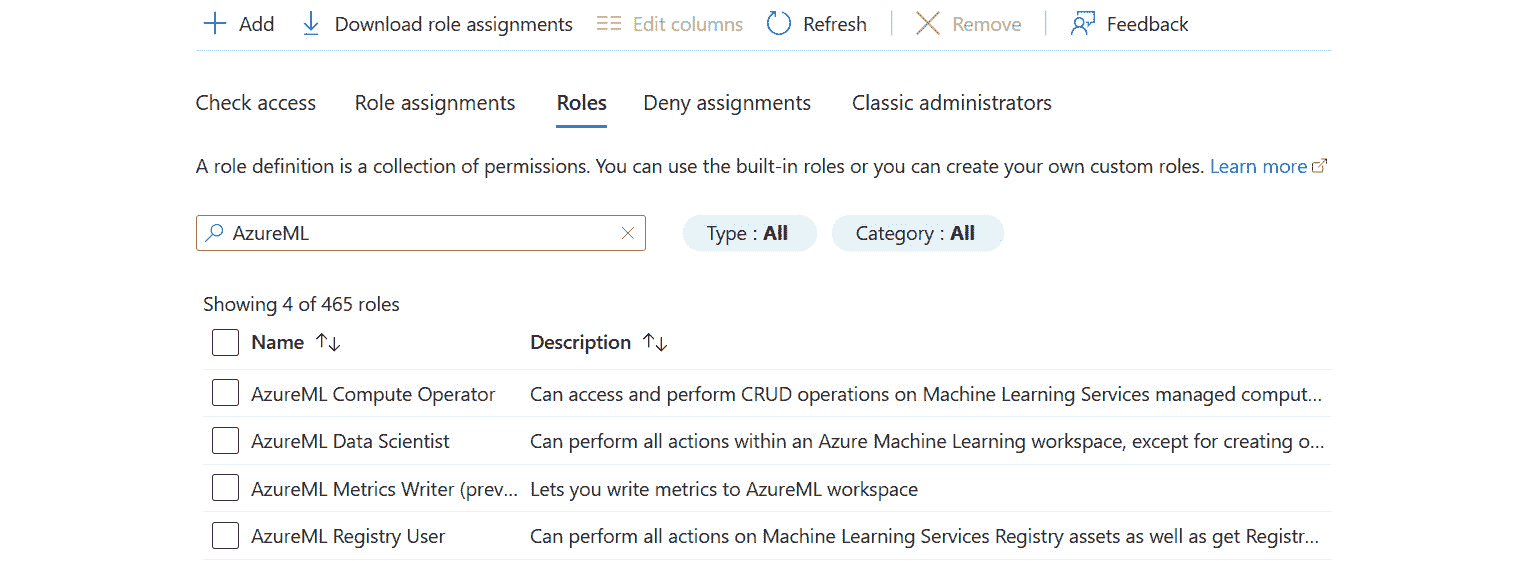 Add Download role assignments Edit columns Refresh Remove Feedback
Check access Role assignments Roles Deny assignments Classic administrators
A role definition is a collection of permissions. You can use the built-in roles or you can create your own custom roles. Learn more
AzureML Type : All Category : All
Showing 4 of 465 roles
Name Description
AzureML Compute Operator Can access and perform CRUD operations on Machine Learning Services managed comput...
AzureML Data Scientist Can perform all actions within an Azure Machine Learning workspace, except for creating o...
AzureML Metrics Writer (prev... Lets you write metrics to AzureML workspace
AzureML Registry User Can perform all actions on Machine Learning Services Registry assets as well as get Registr...